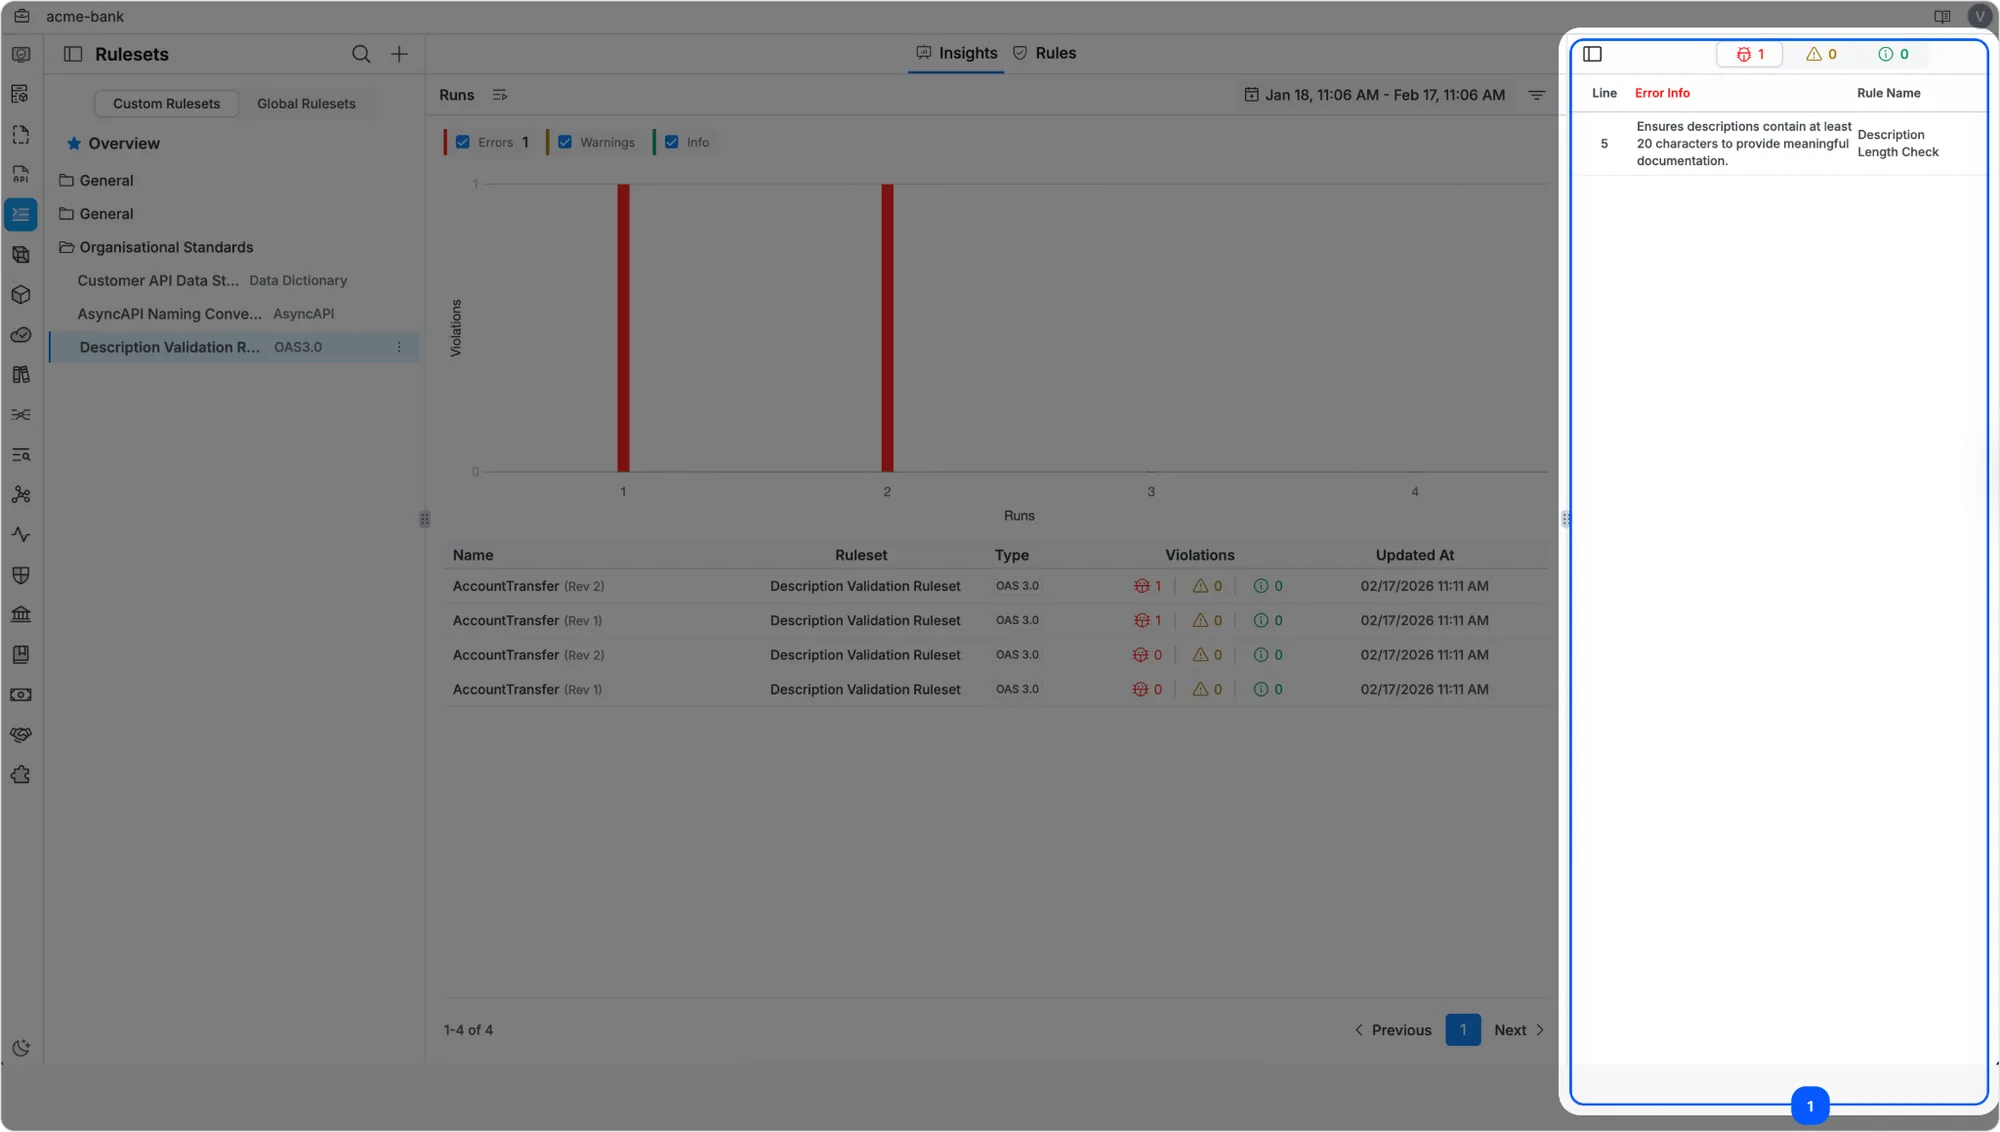 acme-bank
V
Rulesets
Custom Rulesets
Global Rulesets
Overview
General
General
Organisational Standards
Customer API Data St... Data Dictionary
AsyncAPI Naming Conve... AsyncAPI
Description Validation R... OAS3.0
API
Insights
Rules
Runs
Jan 18, 11:06 AM - Feb 17, 11:06 AM
Errors 1
Warnings
Info
1
Violations
0
1 2 3 4
Runs
Name Ruleset Type Violations Updated At
AccountTransfer (Rev 2) Description Validation Ruleset OAS 3.0 1 0 0 02/17/2026 11:11 AM
AccountTransfer (Rev 1) Description Validation Ruleset OAS 3.0 1 0 0 02/17/2026 11:11 AM
AccountTransfer (Rev 2) Description Validation Ruleset OAS 3.0 0 0 0 02/17/2026 11:11 AM
AccountTransfer (Rev 1) Description Validation Ruleset OAS 3.0 0 0 0 02/17/2026 11:11 AM
1-4 of 4
Previous 1 Next
1 0 0
Line Error Info Rule Name
5
Ensures descriptions contain at least
20 characters to provide meaningful
documentation.
Description
Length Check
1